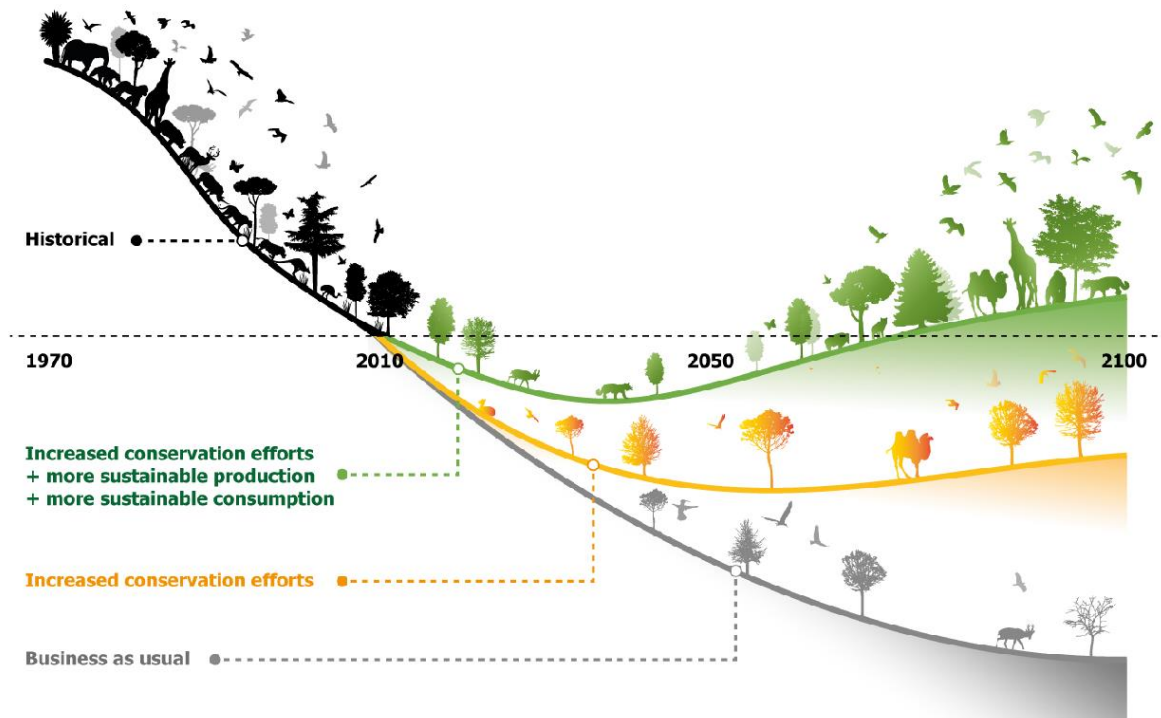 Historical
1970 2010 2050 2100
Increased conservation efforts
+ more sustainable production
+ more sustainable consumption
Increased conservation efforts
Business as usual